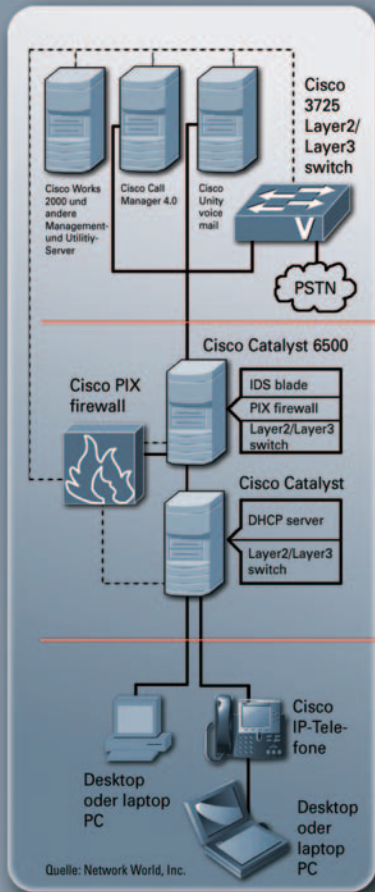 Cisco
3725
Layer2/
Layer3
switch
Cisco Works
2000 und
andere
Management-
und Utilitiy-
Server
Cisco Call
Manager 4.0
Cisco
Unity
voice
mail
V
PSTN
Cisco Catalyst 6500
Cisco PIX
firewall
IDS blade
PIX firewall
Layer2/Layer3
switch
Cisco Catalyst
DHCP server
Layer2/Layer3
switch
Desktop
oder laptop
PC
Cisco
IP-Tele-
fone
Desktop
oder
laptop
PC
Quelle: Network World, Inc.